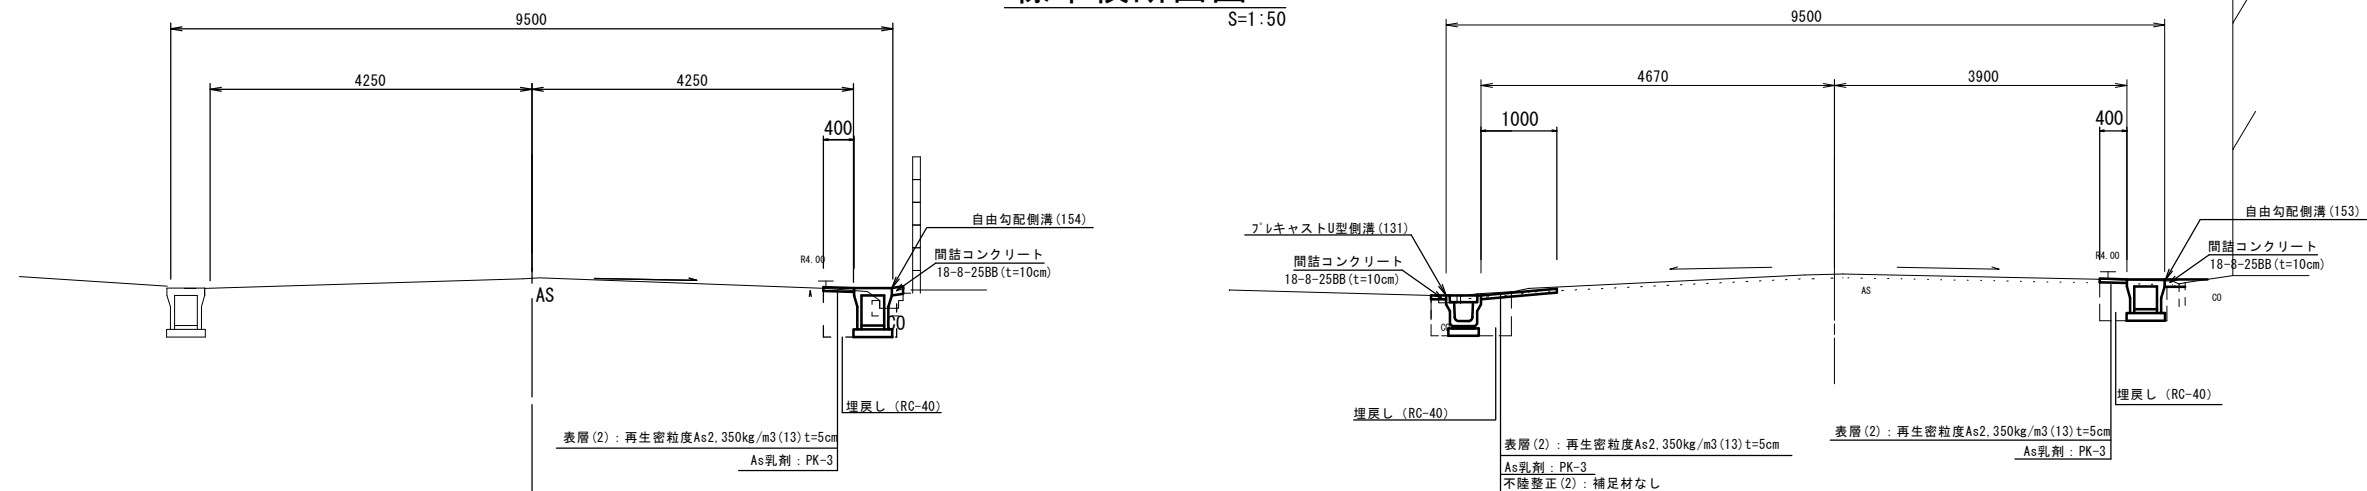 S=1:50
9500
4250
4250
400
R4.00
自由勾配側溝(154)
間詰コンクリート
18-8-25BB(t=10cm)
AS
埋戻し (RC-40)
表層(2)：再生密粒度As2,350kg/m3(13)t=5cm
As乳剤：PK-3
9500
4670
3900
1000
400
プレキャストU型側溝(131)
間詰コンクリート
18-8-25BB(t=10cm)
AS
R4.00
自由勾配側溝(153)
間詰コンクリート
18-8-25BB(t=10cm)
CO
埋戻し (RC-40)
表層(2)：再生密粒度As2,350kg/m3(13)t=5cm
As乳剤：PK-3
不陸整正(2)：補足材なし
埋戻し (RC-40)
表層(2)：再生密粒度As2,350kg/m3(13)t=5cm
As乳剤：PK-3